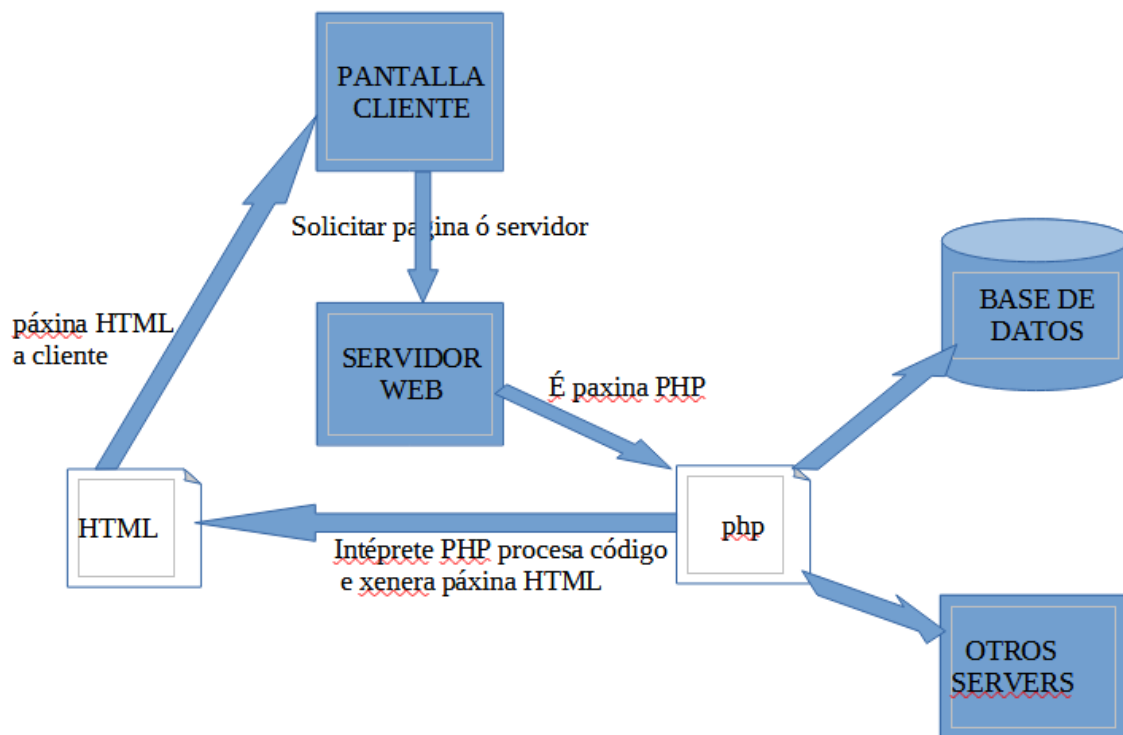 PANTALLA
CLIENTE
Solicitar pagina ó servidor
páxina HTML
a cliente
SERVIDOR
WEB
BASE DE
DATOS
É paxina PHP
HTML
php
Intéprete PHP procesa código
e xenera páxina HTML
OTROS
SERVERS